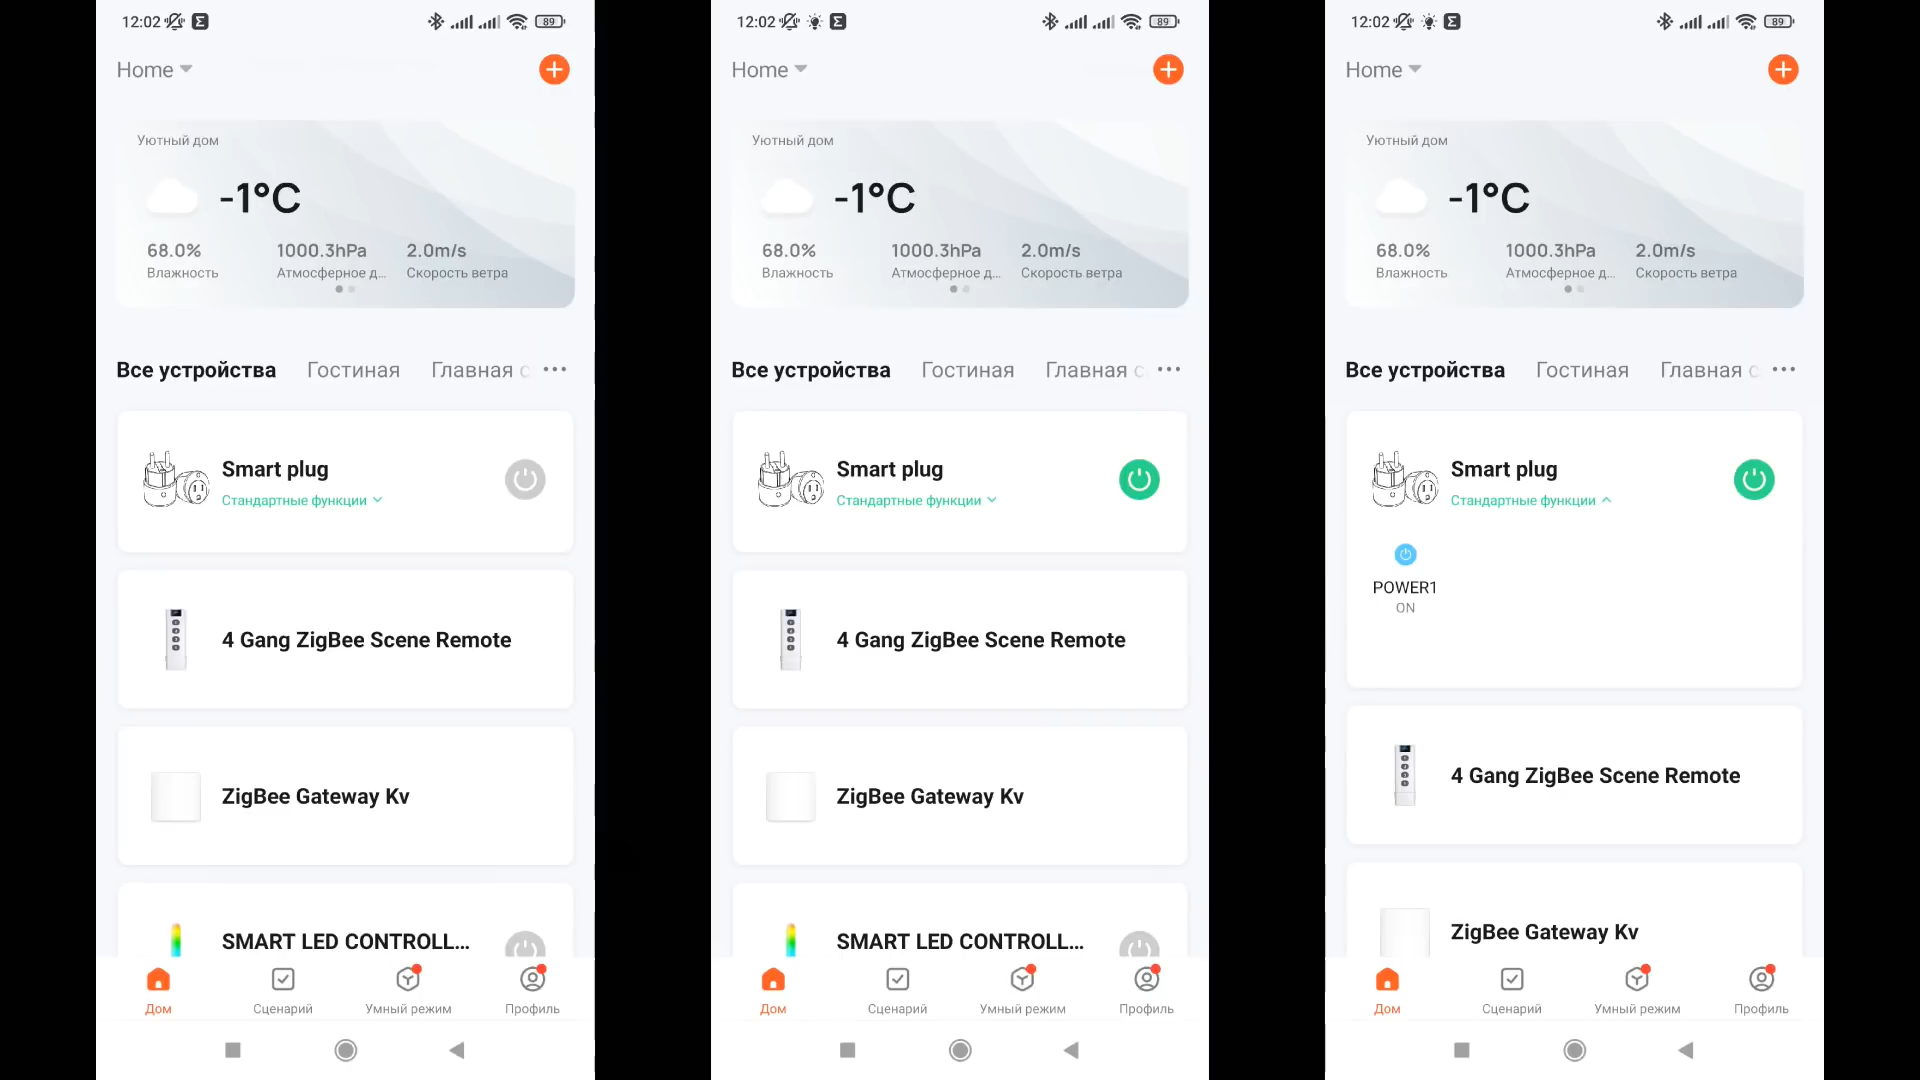 12:02
89
Home
Уютный дом
-1°C
68.0% 1000.3hPa 2.0m/s
Влажность Атмосферное д... Скорость ветра
Все устройства Гостиная Главная с ...
Smart plug
Стандартные функции
4 Gang ZigBee Scene Remote
ZigBee Gateway Kv
SMART LED CONTROLL...
Дом Сценарий Умный режим Профиль
12:02
89
Home
Уютный дом
-1°C
68.0% 1000.3hPa 2.0m/s
Влажность Атмосферное д... Скорость ветра
Все устройства Гостиная Главная с ...
Smart plug
Стандартные функции
4 Gang ZigBee Scene Remote
ZigBee Gateway Kv
SMART LED CONTROLL...
Дом Сценарий Умный режим Профиль
12:02
89
Home
Уютный дом
-1°C
68.0% 1000.3hPa 2.0m/s
Влажность Атмосферное д... Скорость ветра
Все устройства Гостиная Главная с ...
Smart plug
Стандартные функции
POWER1
ON
4 Gang ZigBee Scene Remote
ZigBee Gateway Kv
Дом Сценарий Умный режим Профиль